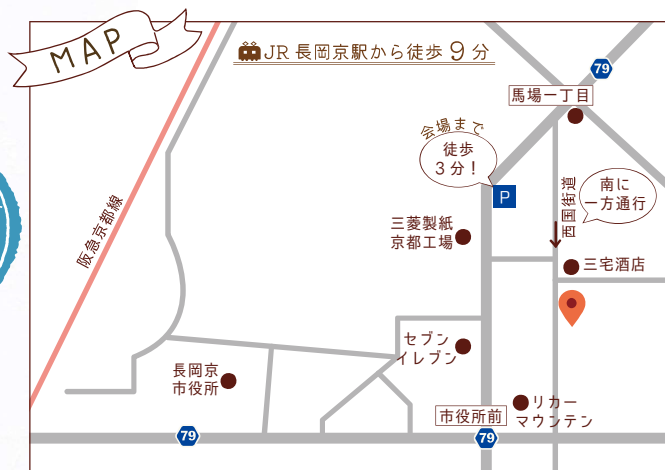 MAP
JR 長岡京駅から徒歩 9 分
79
馬場一丁目
会場まで
徒歩
3分！
P
西国街道
南に
一方通行
阪急京都線
三菱製紙
京都工場
三宅酒店
セブン
イレブン
長岡京
市役所
リカー
マウンテン
市役所前
79
79